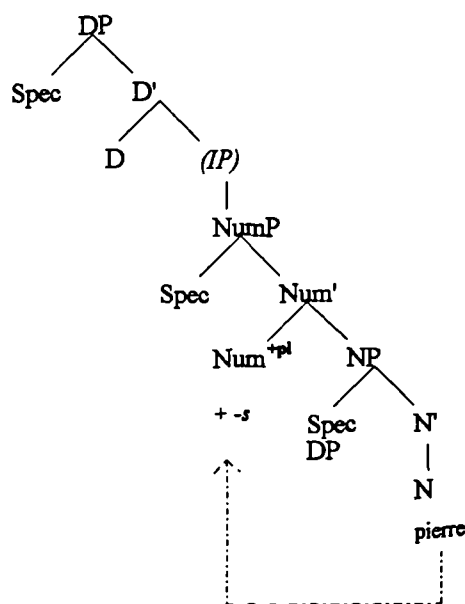 DP
Spec D'
D (IP)
NumP
Spec Num'
Num+pl NP
+ -s Spec N'
DP
N
pierre